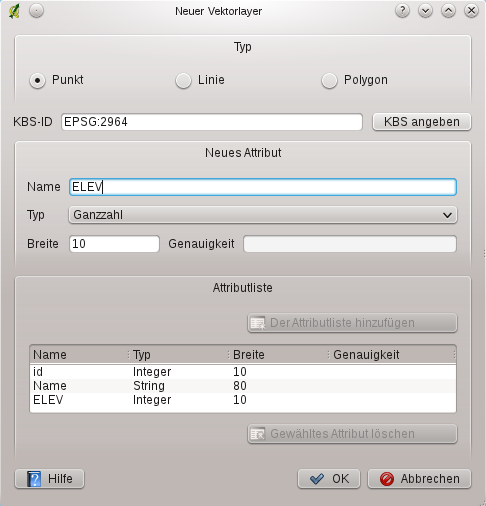 Neuer Vektorlayer
Typ
Punkt Linie Polygon
KBS-ID EPSG:2964 KBS angeben
Neues Attribut
Name ELEV
Typ Ganzzahl
Breite 10 Genauigkeit
Attributliste
Der Attributliste hinzufügen
Name Typ Breite Genauigkeit
id Integer 10
Name String 80
ELEV Integer 10
Gewähltes Attribut löschen
Hilfe OK Abbrechen